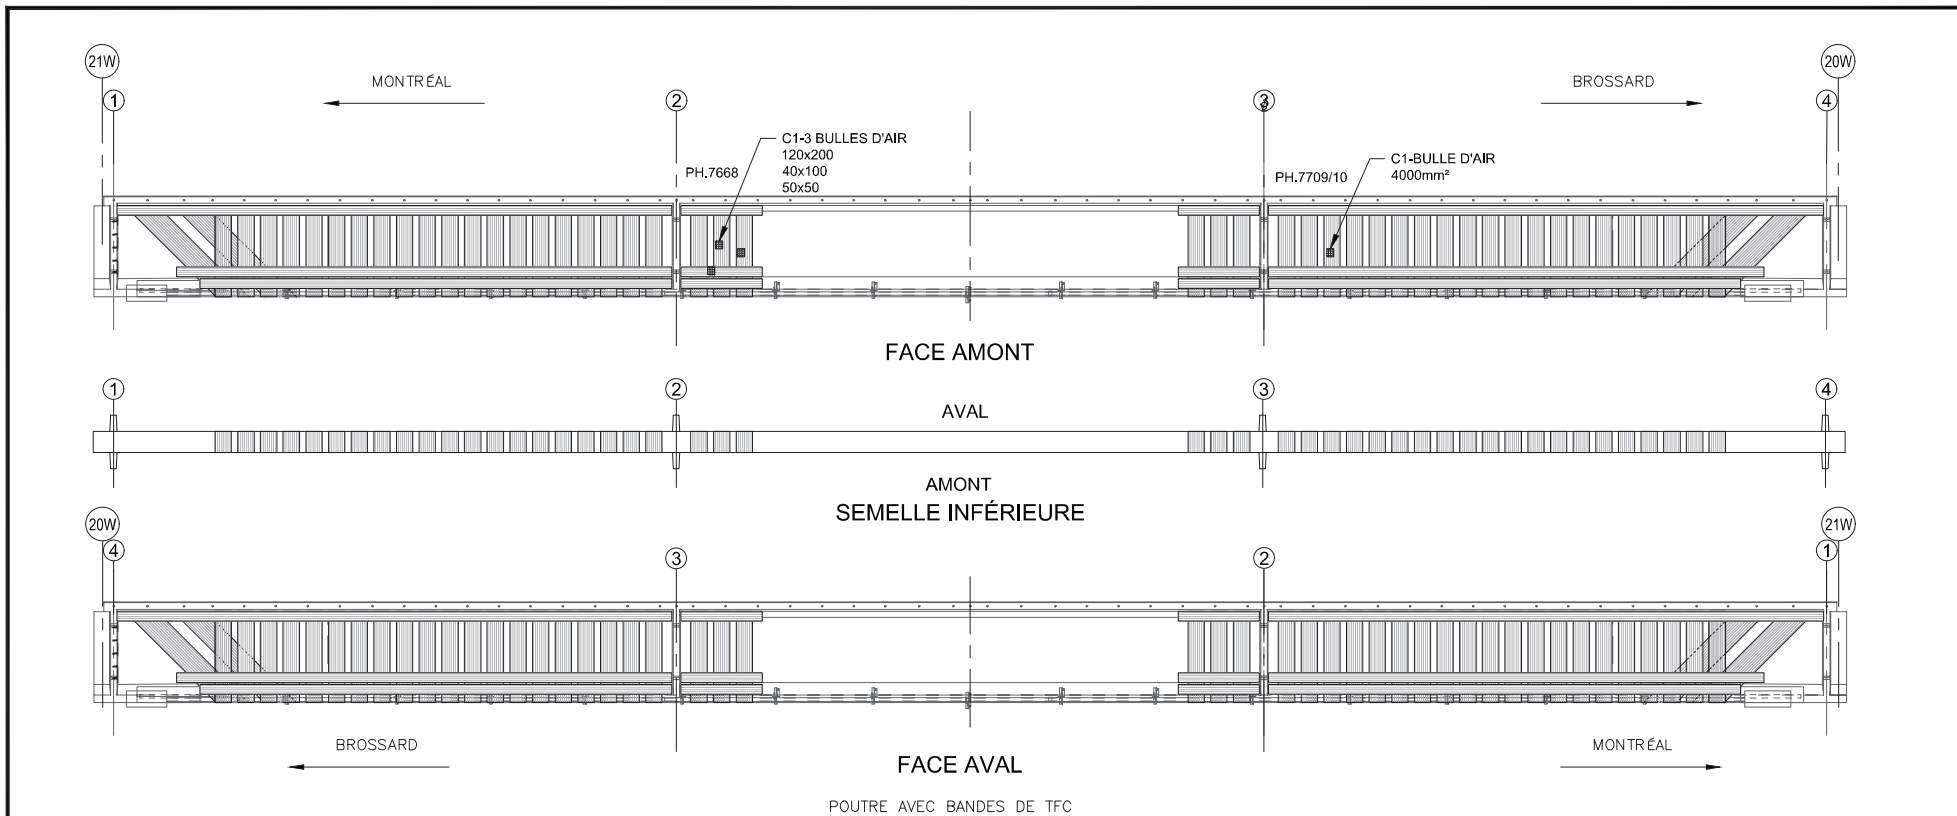 21W
20W
MONTRÉAL
BROSSARD
1
2
3
4
C1-3 BULLES D'AIR
120x200
40x100
50x50
PH.7668
C1-BULLE D'AIR
4000mm²
PH.7709/10
FACE AMONT
1
2
3
4
AVAL
AMONT
SEMELLE INFÉRIEURE
20W
21W
4
3
2
1
BROSSARD
MONTRÉAL
FACE AVAL
POUTRE AVEC BANDES DE TFC